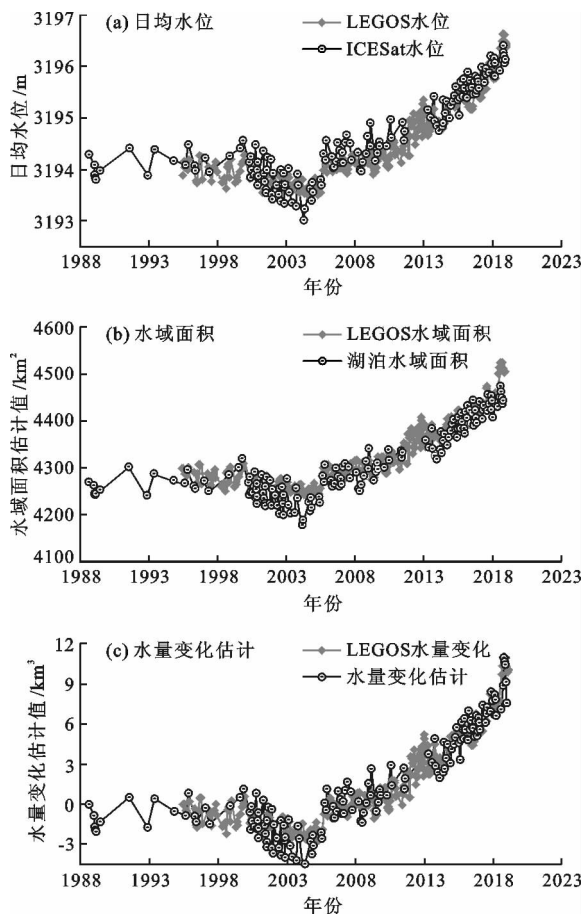 (a) 日均水位
LEGOS水位
ICESat水位
日均水位/m
3197
3196
3195
3194
3193
1988 1993 1998 2003 2008 2013 2018 2023
年份
(b) 水域面积
LEGOS水域面积
湖泊水域面积
水域面积估计值/km²
4600
4500
4400
4300
4200
4100
1988 1993 1998 2003 2008 2013 2018 2023
年份
(c) 水量变化估计
LEGOS水量变化
水量变化估计
水量变化估计值/km³
12
9
6
3
0
-3
1988 1993 1998 2003 2008 2013 2018 2023
年份